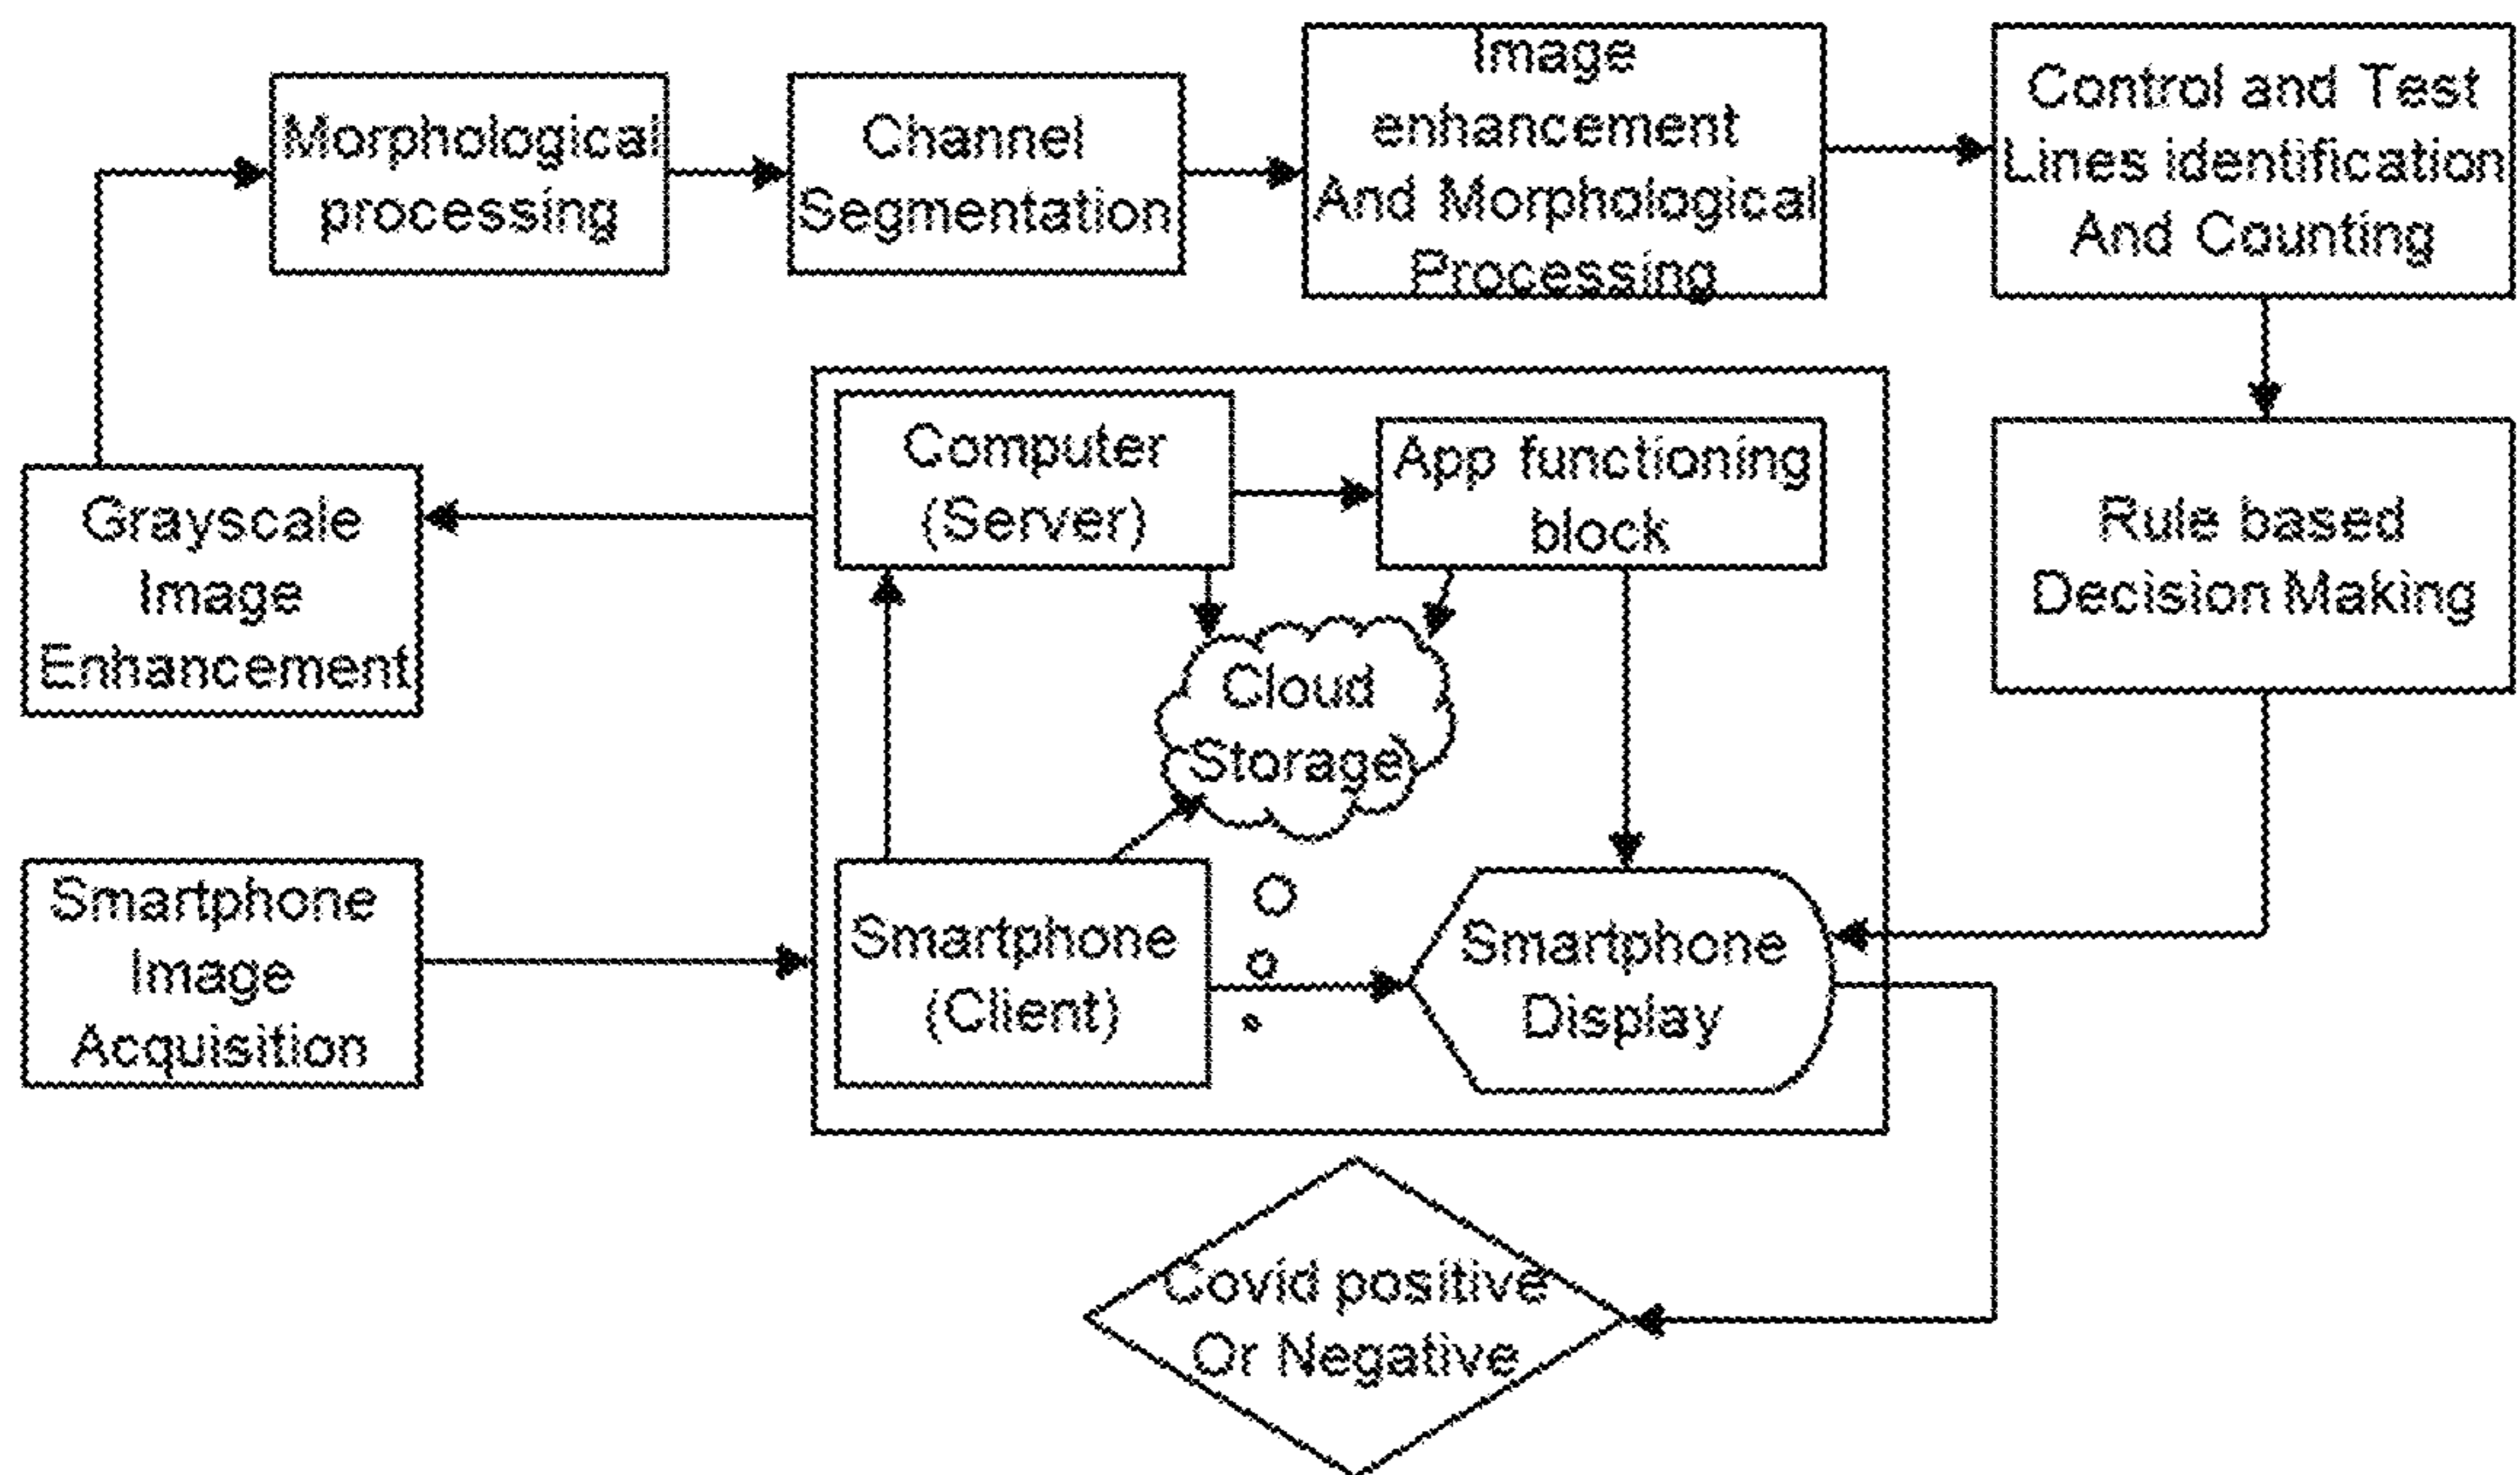 Morphological
processing
Channel
Segmentation
Image
enhancement
And Morphological
Processing
Control and Test
Lines identification
And Counting
Computer
(Server)
App functioning
block
Rule based
Decision Making
Grayscale
Image
Enhancement
Cloud
Storage
Smartphone
Image
Acquisition
Smartphone
(Client)
Smartphone
Display
Covid positive
Or Negative